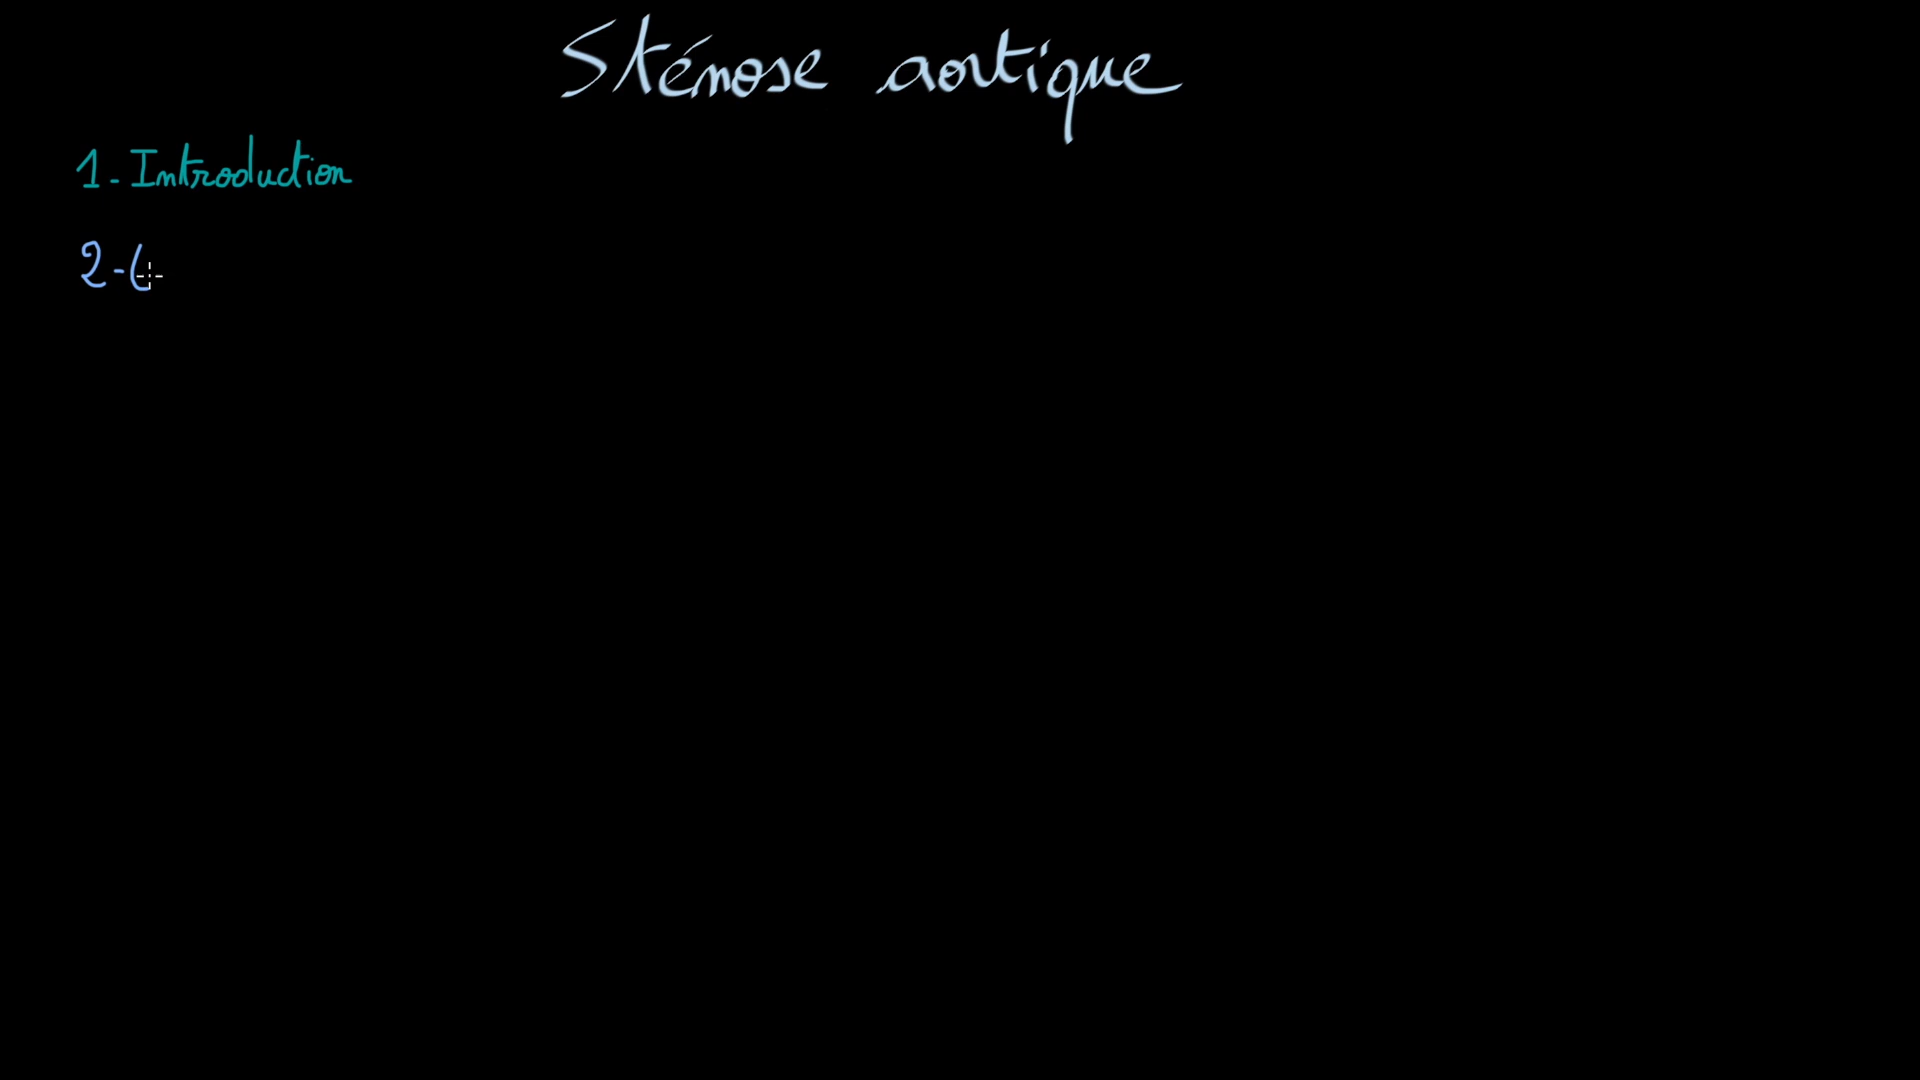 Sténose aortique
1- Introduction
2-